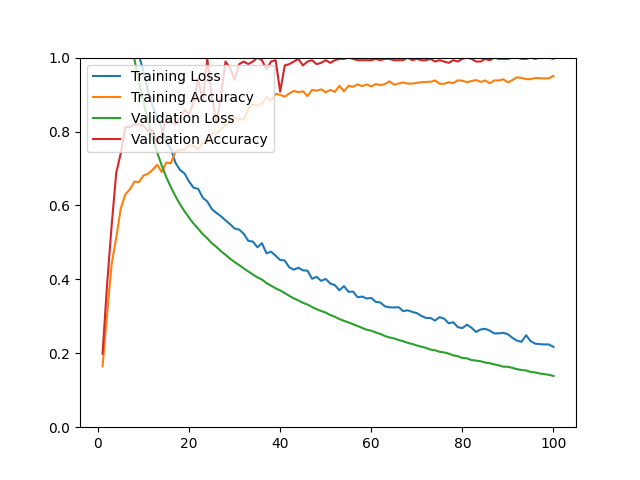 Training Loss
Training Accuracy
Validation Loss
Validation Accuracy
1.0
0.8
0.6
0.4
0.2
0.0
0 20 40 60 80 100